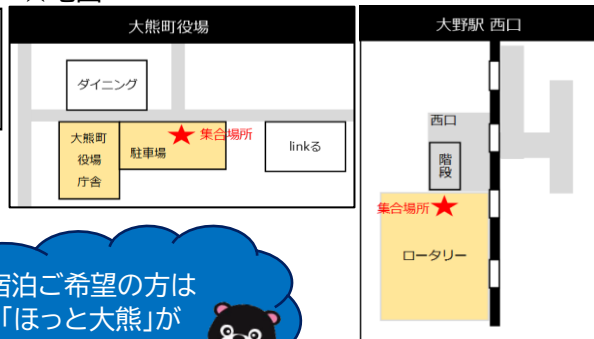 大熊町役場
ダイニング
大熊町
役場
庁舎
駐車場
集合場所
linkる
大野駅 西口
西口
階段
集合場所
ロータリー
宿泊ご希望の方は
「ほっと大熊」が